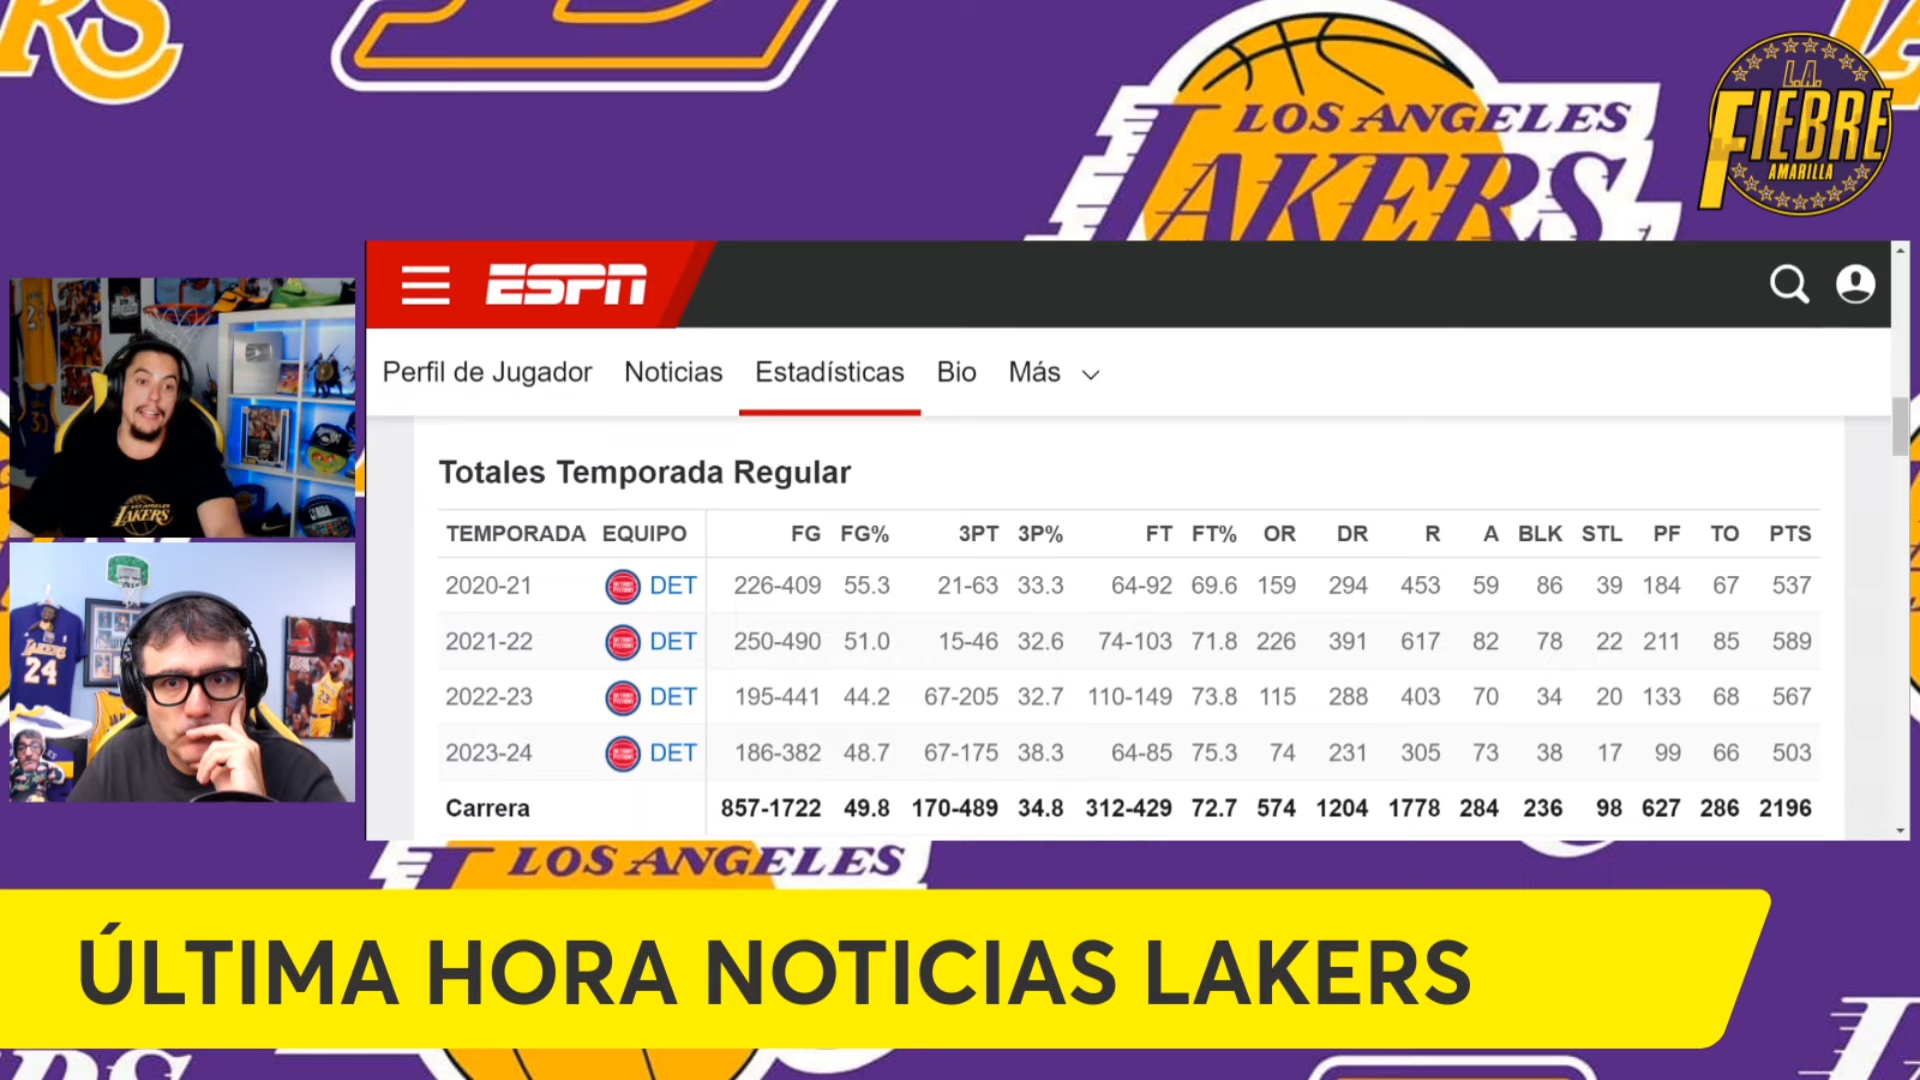 RS
LOS ANGELES
LAKERS
L.A.
FIEBRE
AMARILLA
ESPN
Perfil de Jugador Noticias Estadísticas Bio Más
Totales Temporada Regular
TEMPORADA EQUIPO FG FG% 3PT 3P% FT FT% OR DR R A BLK STL PF TO PTS
2020-21 DET 226-409 55.3 21-63 33.3 64-92 69.6 159 294 453 59 86 39 184 67 537
2021-22 DET 250-490 51.0 15-46 32.6 74-103 71.8 226 391 617 82 78 22 211 85 589
2022-23 DET 195-441 44.2 67-205 32.7 110-149 73.8 115 288 403 70 34 20 133 68 567
2023-24 DET 186-382 48.7 67-175 38.3 64-85 75.3 74 231 305 73 38 17 99 66 503
Carrera 857-1722 49.8 170-489 34.8 312-429 72.7 574 1204 1778 284 236 98 627 286 2196
LOS ANGELES
LAKERS
NBA
LAKERS
24
23
LOS ANGELES
ÚLTIMA HORA NOTICIAS LAKERS